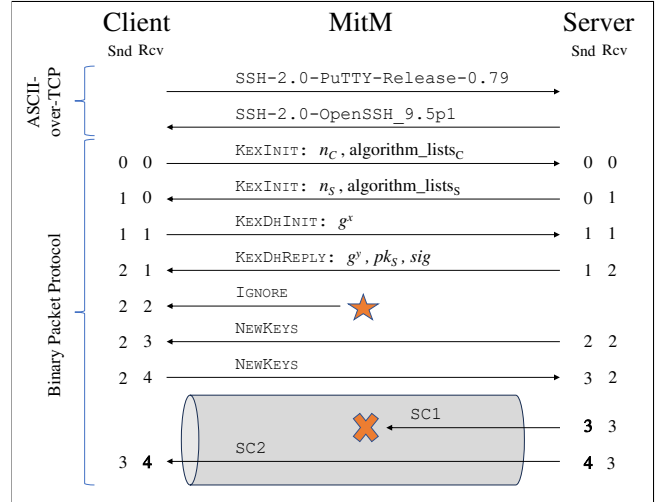 Client MitM Server
Snd Rcv Snd Rcv
ASCII-
over-TCP
SSH-2.0-PuTTY-Release-0.79
SSH-2.0-OpenSSH_9.5p1
Binary Packet Protocol
0 0 KEXINIT: nC , algorithm_listsC 0 0
1 0 KEXINIT: nS , algorithm_listsS 0 1
1 1 KEXDHINIT: gˣ 1 1
2 1 KEXDHREPLY: gʸ , pkS , sig 1 2
2 2 IGNORE
2 3 NEWKEYS 2 2
2 4 NEWKEYS 3 2
SC1 3 3
3 4 SC2 4 3